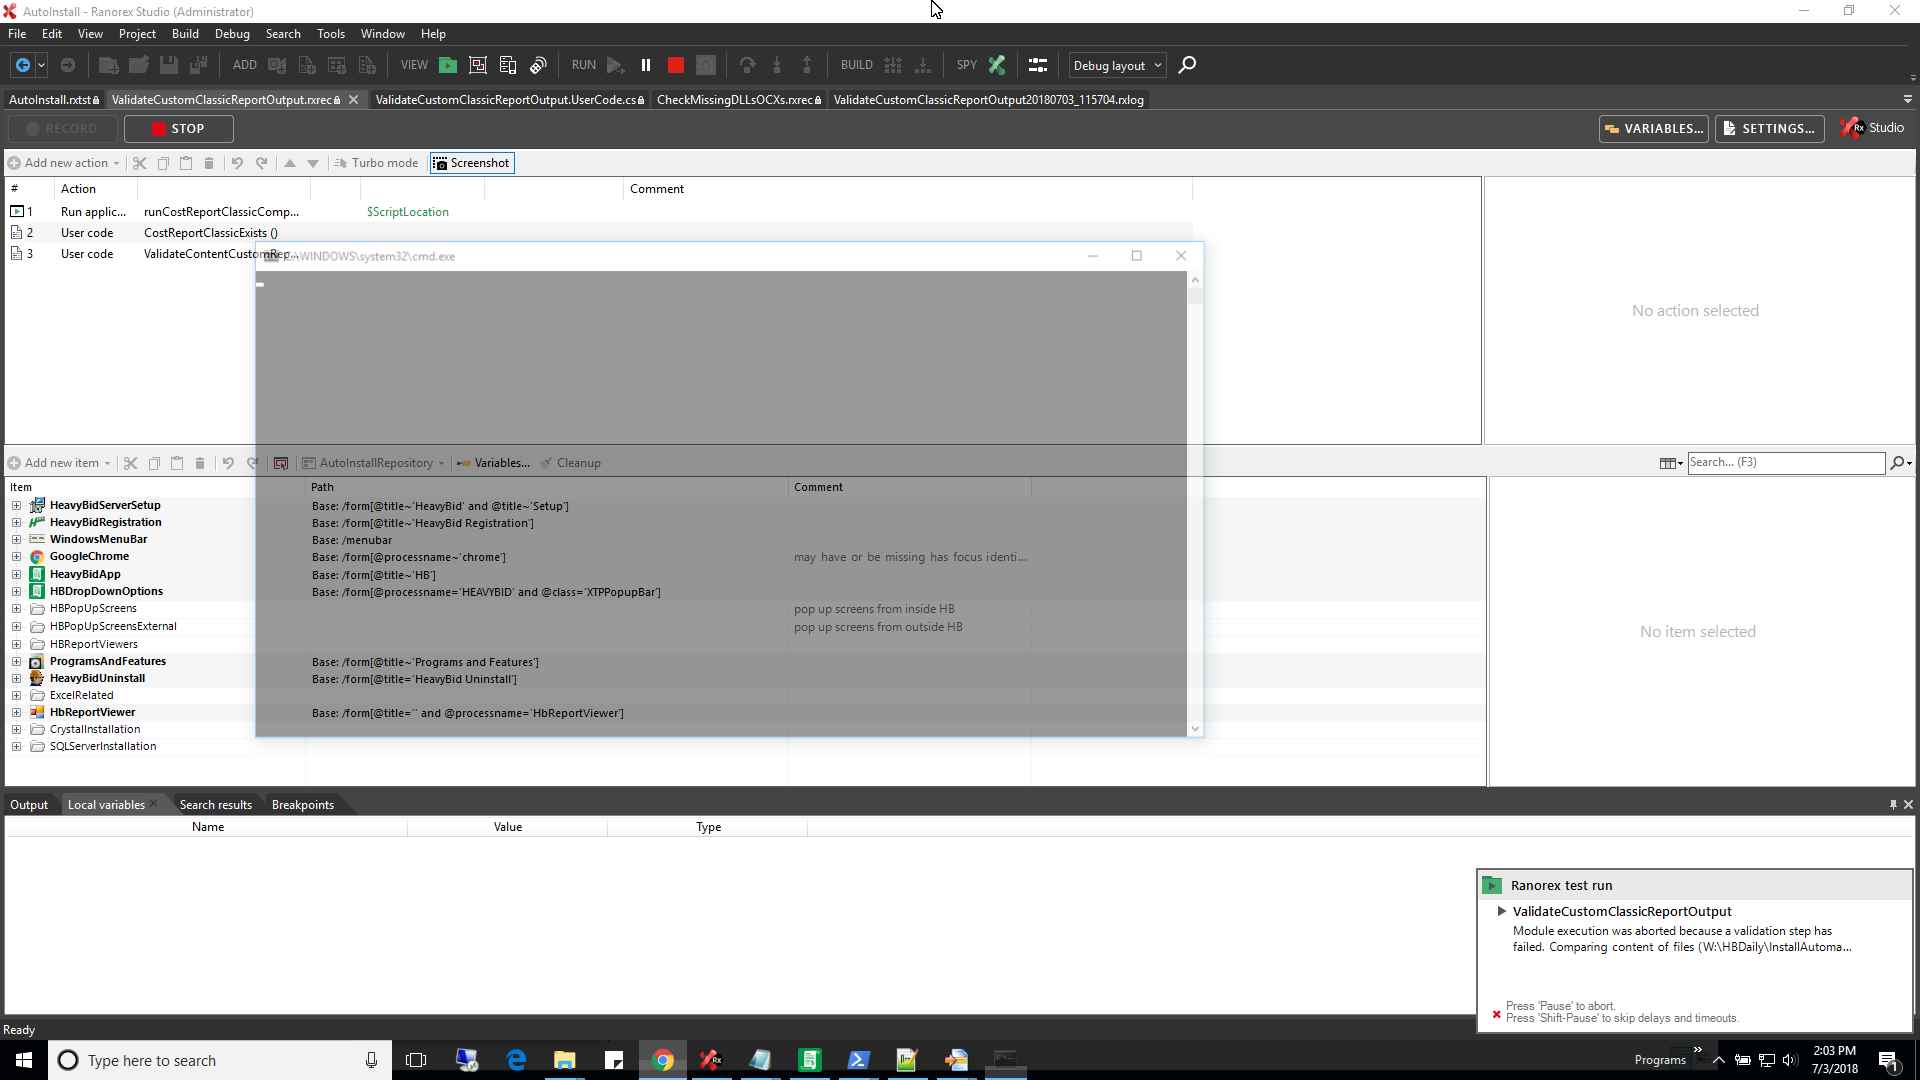 AutoInstall - Ranorex Studio (Administrator)
File Edit View Project Build Debug Search Tools Window Help
ADD VIEW RUN BUILD SPY Debug layout
AutoInstall.rxtst ValidateCustomClassicReportOutput.rxrec ValidateCustomClassicReportOutput.UserCode.cs CheckMissingDLLsOCXs.rxrec ValidateCustomClassicReportOutput20180703_115704.rxlog
RECORD STOP VARIABLES... SETTINGS... Rx Studio
Add new action Turbo mode Screenshot
# Action Comment
1 Run applic... runCostReportClassicComp... $ScriptLocation
2 User code CostReportClassicExists ()
3 User code ValidateContentCustomRep...
\WINDOWS\system32\cmd.exe
No action selected
Add new item AutoInstallRepository Variables... Cleanup Search... (F3)
Item Path Comment
HeavyBidServerSetup Base: /form[@title~'HeavyBid' and @title~'Setup']
HeavyBidRegistration Base: /form[@title~'HeavyBid Registration']
WindowsMenuBar Base: /menubar
GoogleChrome Base: /form[@processname~'chrome'] may have or be missing has focus identi...
HeavyBidApp Base: /form[@title~'HB']
HBDropDownOptions Base: /form[@processname='HEAVYBID' and @class='XTPPopupBar']
HBPopUpScreens pop up screens from inside HB
HBPopUpScreensExternal pop up screens from outside HB
HBReportViewers
ProgramsAndFeatures Base: /form[@title~'Programs and Features']
HeavyBidUninstall Base: /form[@title='HeavyBid Uninstall']
ExcelRelated
HbReportViewer Base: /form[@title='' and @processname='HbReportViewer']
CrystalInstallation
SQLServerInstallation
No item selected
Output Local variables Search results Breakpoints
Name Value Type
Ranorex test run
ValidateCustomClassicReportOutput
Module execution was aborted because a validation step has
failed. Comparing content of files (W:\HBDaily\InstallAutoma...
Press 'Pause' to abort.
Press 'Shift-Pause' to skip delays and timeouts.
Ready
Type here to search
Programs
2:03 PM
7/3/2018
1